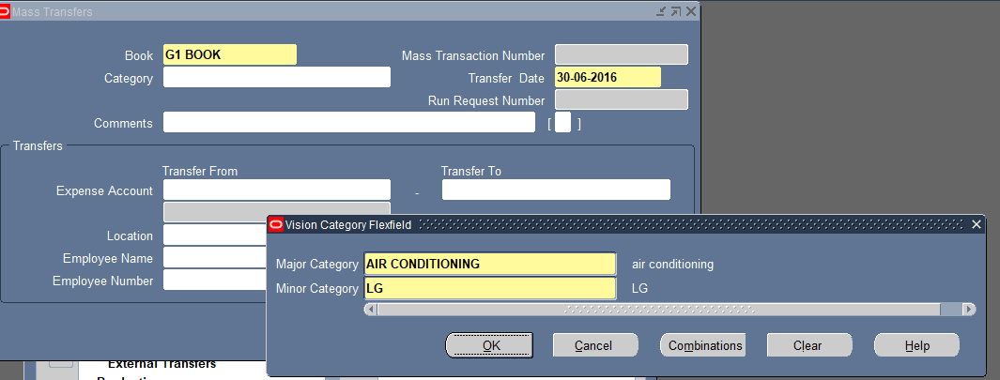 Mass Transfers
Book G1 BOOK Mass Transaction Number
Category Transfer Date 30-06-2016
Run Request Number
Comments [ ]
Transfers
Transfer From Transfer To
Expense Account -
Location
Employee Name
Employee Number
Vision Category Flexfield
Major Category AIR CONDITIONING air conditioning
Minor Category LG LG
OK Cancel Combinations Clear Help
External Transfers